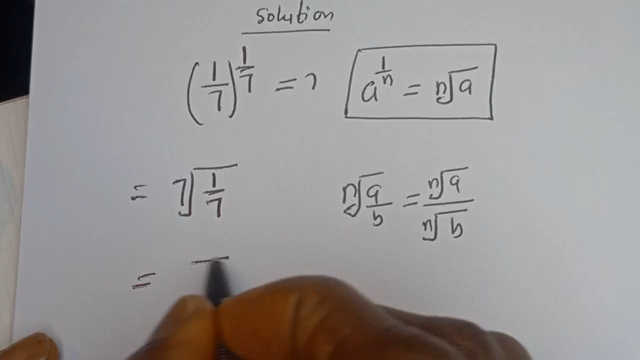 Solution
(1/7)^(1/7) = ?
a^(1/n) = ⁿ√a
= ⁷√(1/7)
ⁿ√(a/b) = ⁿ√a / ⁿ√b
=